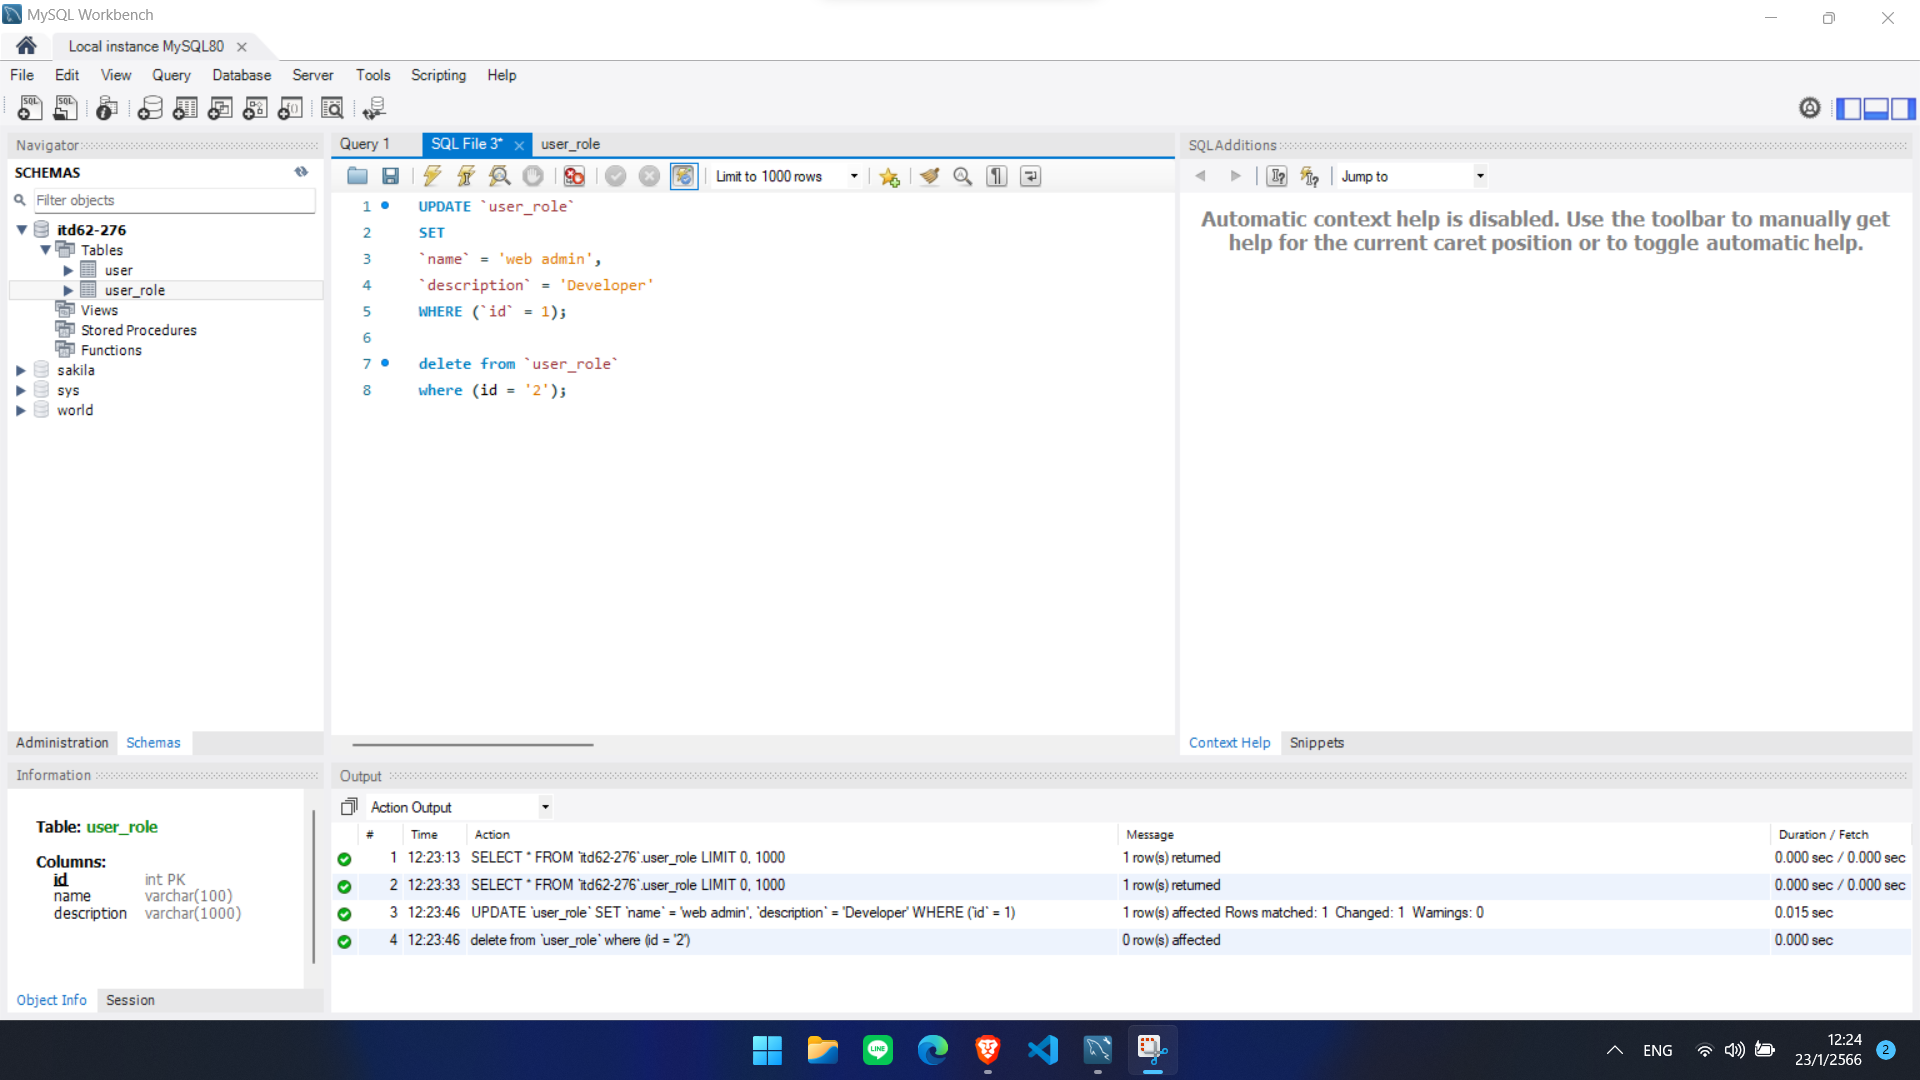 MySQL Workbench
Local instance MySQL80
File Edit View Query Database Server Tools Scripting Help
Navigator
SCHEMAS
Filter objects
itd62-276
Tables
user
user_role
Views
Stored Procedures
Functions
sakila
sys
world
Administration Schemas
Information
Table: user_role
Columns:
id int PK
name varchar(100)
description varchar(1000)
Object Info Session
Query 1 SQL File 3* user_role
Limit to 1000 rows
1 UPDATE `user_role`
2 SET
3 `name` = 'web admin',
4 `description` = 'Developer'
5 WHERE (`id` = 1);
6
7 delete from `user_role`
8 where (id = '2');
SQLAdditions
Jump to
Automatic context help is disabled. Use the toolbar to manually get
help for the current caret position or to toggle automatic help.
Context Help Snippets
Output
Action Output
# Time Action Message Duration / Fetch
1 12:23:13 SELECT * FROM `itd62-276`.user_role LIMIT 0, 1000 1 row(s) returned 0.000 sec / 0.000 sec
2 12:23:33 SELECT * FROM `itd62-276`.user_role LIMIT 0, 1000 1 row(s) returned 0.000 sec / 0.000 sec
3 12:23:46 UPDATE `user_role` SET `name` = 'web admin', `description` = 'Developer' WHERE (`id` = 1) 1 row(s) affected Rows matched: 1 Changed: 1 Warnings: 0 0.015 sec
4 12:23:46 delete from `user_role` where (id = '2') 0 row(s) affected 0.000 sec
LINE
ENG
12:24
23/1/2566
2